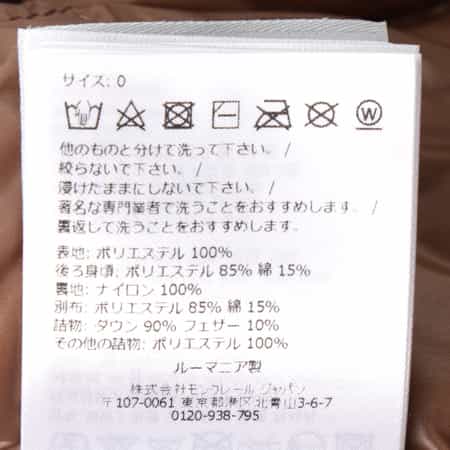 サイズ: 0
W
他のものと分けて洗って下さい。 /
絞らないで下さい。 /
浸けたままにしないで下さい。 /
著名な専門業者で洗うことをおすすめします。 /
裏返して洗うことをおすすめします。 /
表地: ポリエステル 100%
後ろ身頃: ポリエステル 85% 綿 15%
裏地: ナイロン 100%
別布: ポリエステル 85% 綿 15%
詰物: ダウン 90% フェザー 10%
その他の詰物: ポリエステル 100%
ルーマニア製
株式会社モンクレール ジャパン
〒107-0061 東京都港区北青山3-6-7
0120-938-795